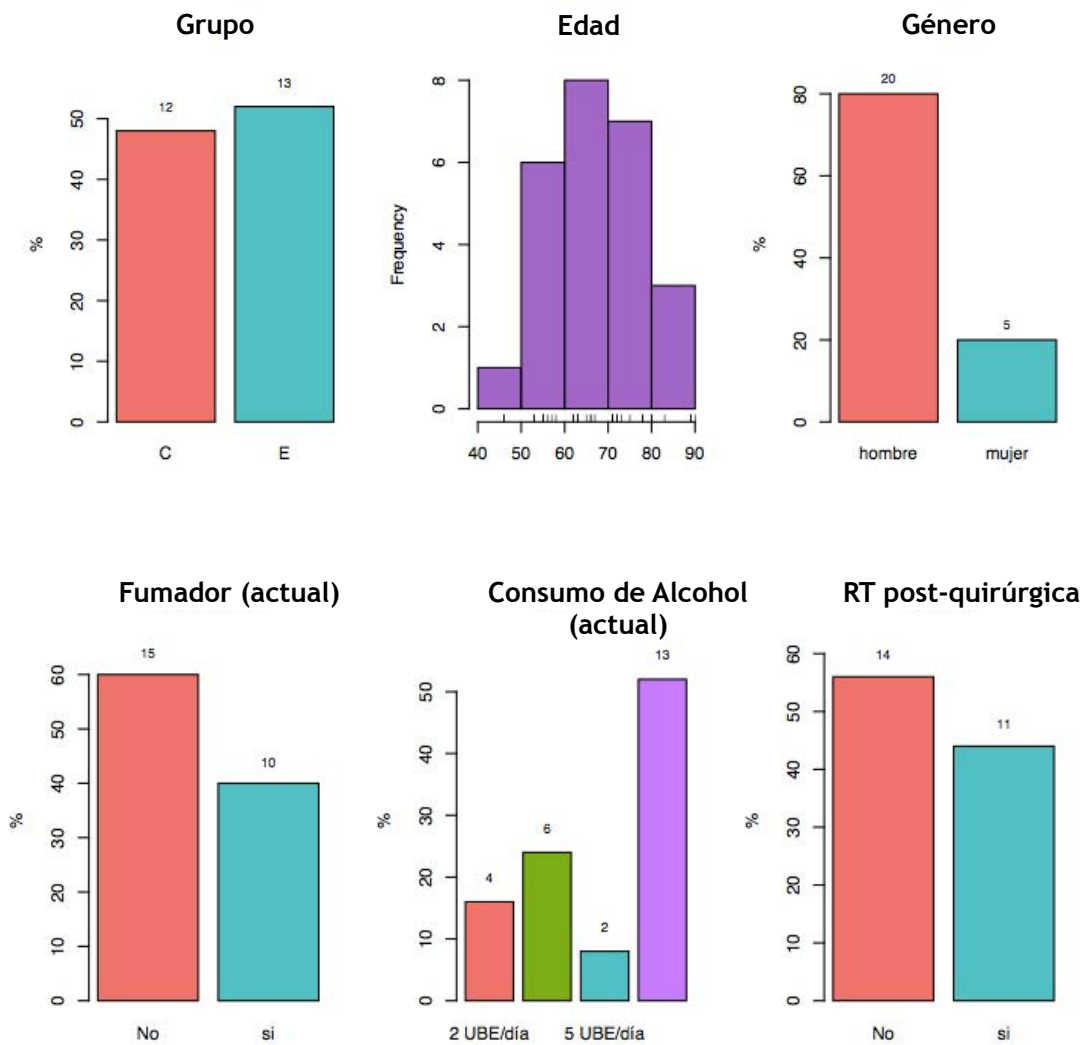 Grupo
Edad
Género
%
0
10
20
30
40
50
12
13
C
E
Frequency
0
2
4
6
8
40 50 60 70 80 90
%
0
20
40
60
80
20
5
hombre
mujer
Fumador (actual)
Consumo de Alcohol
(actual)
RT post-quirúrgica
%
0
10
20
30
40
50
60
15
10
No
si
%
0
10
20
30
40
50
4
6
2
13
2 UBE/día
5 UBE/día
%
0
10
20
30
40
50
60
14
11
No
si